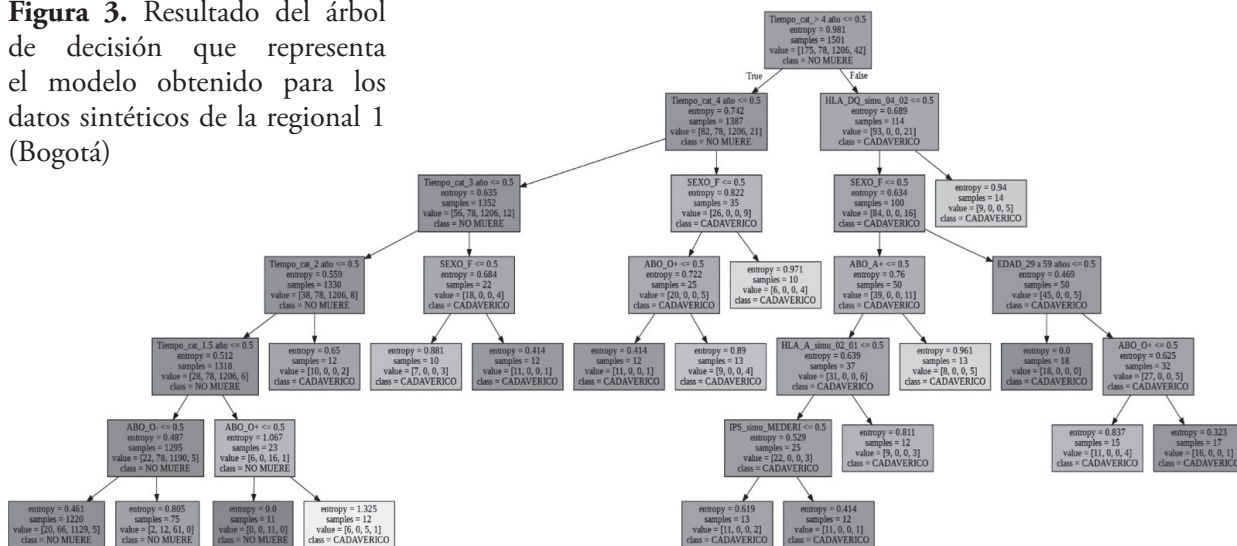 Figura 3. Resultado del árbol
de decisión que representa
el modelo obtenido para los
datos sintéticos de la regional 1
(Bogotá)
Tiempo_cat_> 4 año <= 0.5
entropy = 0.981
samples = 1501
value = [175, 78, 1206, 42]
class = NO MUERE
True
False
Tiempo_cat_4 año <= 0.5
entropy = 0.742
samples = 1387
value = [82, 78, 1206, 21]
class = NO MUERE
HLA_DQ_simu_04_02 <= 0.5
entropy = 0.689
samples = 114
value = [93, 0, 0, 21]
class = CADAVERICO
Tiempo_cat_3 año <= 0.5
entropy = 0.635
samples = 1352
value = [56, 78, 1206, 12]
class = NO MUERE
SEXO_F <= 0.5
entropy = 0.822
samples = 35
value = [26, 0, 0, 9]
class = CADAVERICO
SEXO_F <= 0.5
entropy = 0.634
samples = 100
value = [84, 0, 0, 16]
class = CADAVERICO
entropy = 0.94
samples = 14
value = [9, 0, 0, 5]
class = CADAVERICO
Tiempo_cat_2 año <= 0.5
entropy = 0.559
samples = 1330
value = [38, 78, 1206, 8]
class = NO MUERE
SEXO_F <= 0.5
entropy = 0.684
samples = 22
value = [18, 0, 0, 4]
class = CADAVERICO
ABO_O+ <= 0.5
entropy = 0.722
samples = 25
value = [20, 0, 0, 5]
class = CADAVERICO
entropy = 0.971
samples = 10
value = [6, 0, 0, 4]
class = CADAVERICO
ABO_A+ <= 0.5
entropy = 0.76
samples = 50
value = [39, 0, 0, 11]
class = CADAVERICO
EDAD_29 a 59 años <= 0.5
entropy = 0.469
samples = 50
value = [45, 0, 0, 5]
class = CADAVERICO
Tiempo_cat_1.5 año <= 0.5
entropy = 0.512
samples = 1318
value = [28, 78, 1206, 6]
class = NO MUERE
entropy = 0.65
samples = 12
value = [10, 0, 0, 2]
class = CADAVERICO
entropy = 0.881
samples = 10
value = [7, 0, 0, 3]
class = CADAVERICO
entropy = 0.414
samples = 12
value = [11, 0, 0, 1]
class = CADAVERICO
entropy = 0.414
samples = 12
value = [11, 0, 0, 1]
class = CADAVERICO
entropy = 0.89
samples = 13
value = [9, 0, 0, 4]
class = CADAVERICO
HLA_A_simu_02_01 <= 0.5
entropy = 0.639
samples = 37
value = [31, 0, 0, 6]
class = CADAVERICO
entropy = 0.961
samples = 13
value = [8, 0, 0, 5]
class = CADAVERICO
entropy = 0.0
samples = 18
value = [18, 0, 0, 0]
class = CADAVERICO
ABO_O+ <= 0.5
entropy = 0.625
samples = 32
value = [27, 0, 0, 5]
class = CADAVERICO
ABO_O- <= 0.5
entropy = 0.487
samples = 1295
value = [22, 78, 1190, 5]
class = NO MUERE
ABO_O+ <= 0.5
entropy = 1.067
samples = 23
value = [6, 0, 16, 1]
class = NO MUERE
IPS_simu_MEDERI <= 0.5
entropy = 0.529
samples = 25
value = [22, 0, 0, 3]
class = CADAVERICO
entropy = 0.811
samples = 12
value = [9, 0, 0, 3]
class = CADAVERICO
entropy = 0.837
samples = 15
value = [11, 0, 0, 4]
class = CADAVERICO
entropy = 0.323
samples = 17
value = [16, 0, 0, 1]
class = CADAVERICO
entropy = 0.461
samples = 1220
value = [20, 66, 1129, 5]
class = NO MUERE
entropy = 0.805
samples = 75
value = [2, 12, 61, 0]
class = NO MUERE
entropy = 0.0
samples = 11
value = [0, 0, 11, 0]
class = NO MUERE
entropy = 1.325
samples = 12
value = [6, 0, 5, 1]
class = CADAVERICO
entropy = 0.619
samples = 13
value = [11, 0, 0, 2]
class = CADAVERICO
entropy = 0.414
samples = 12
value = [11, 0, 0, 1]
class = CADAVERICO